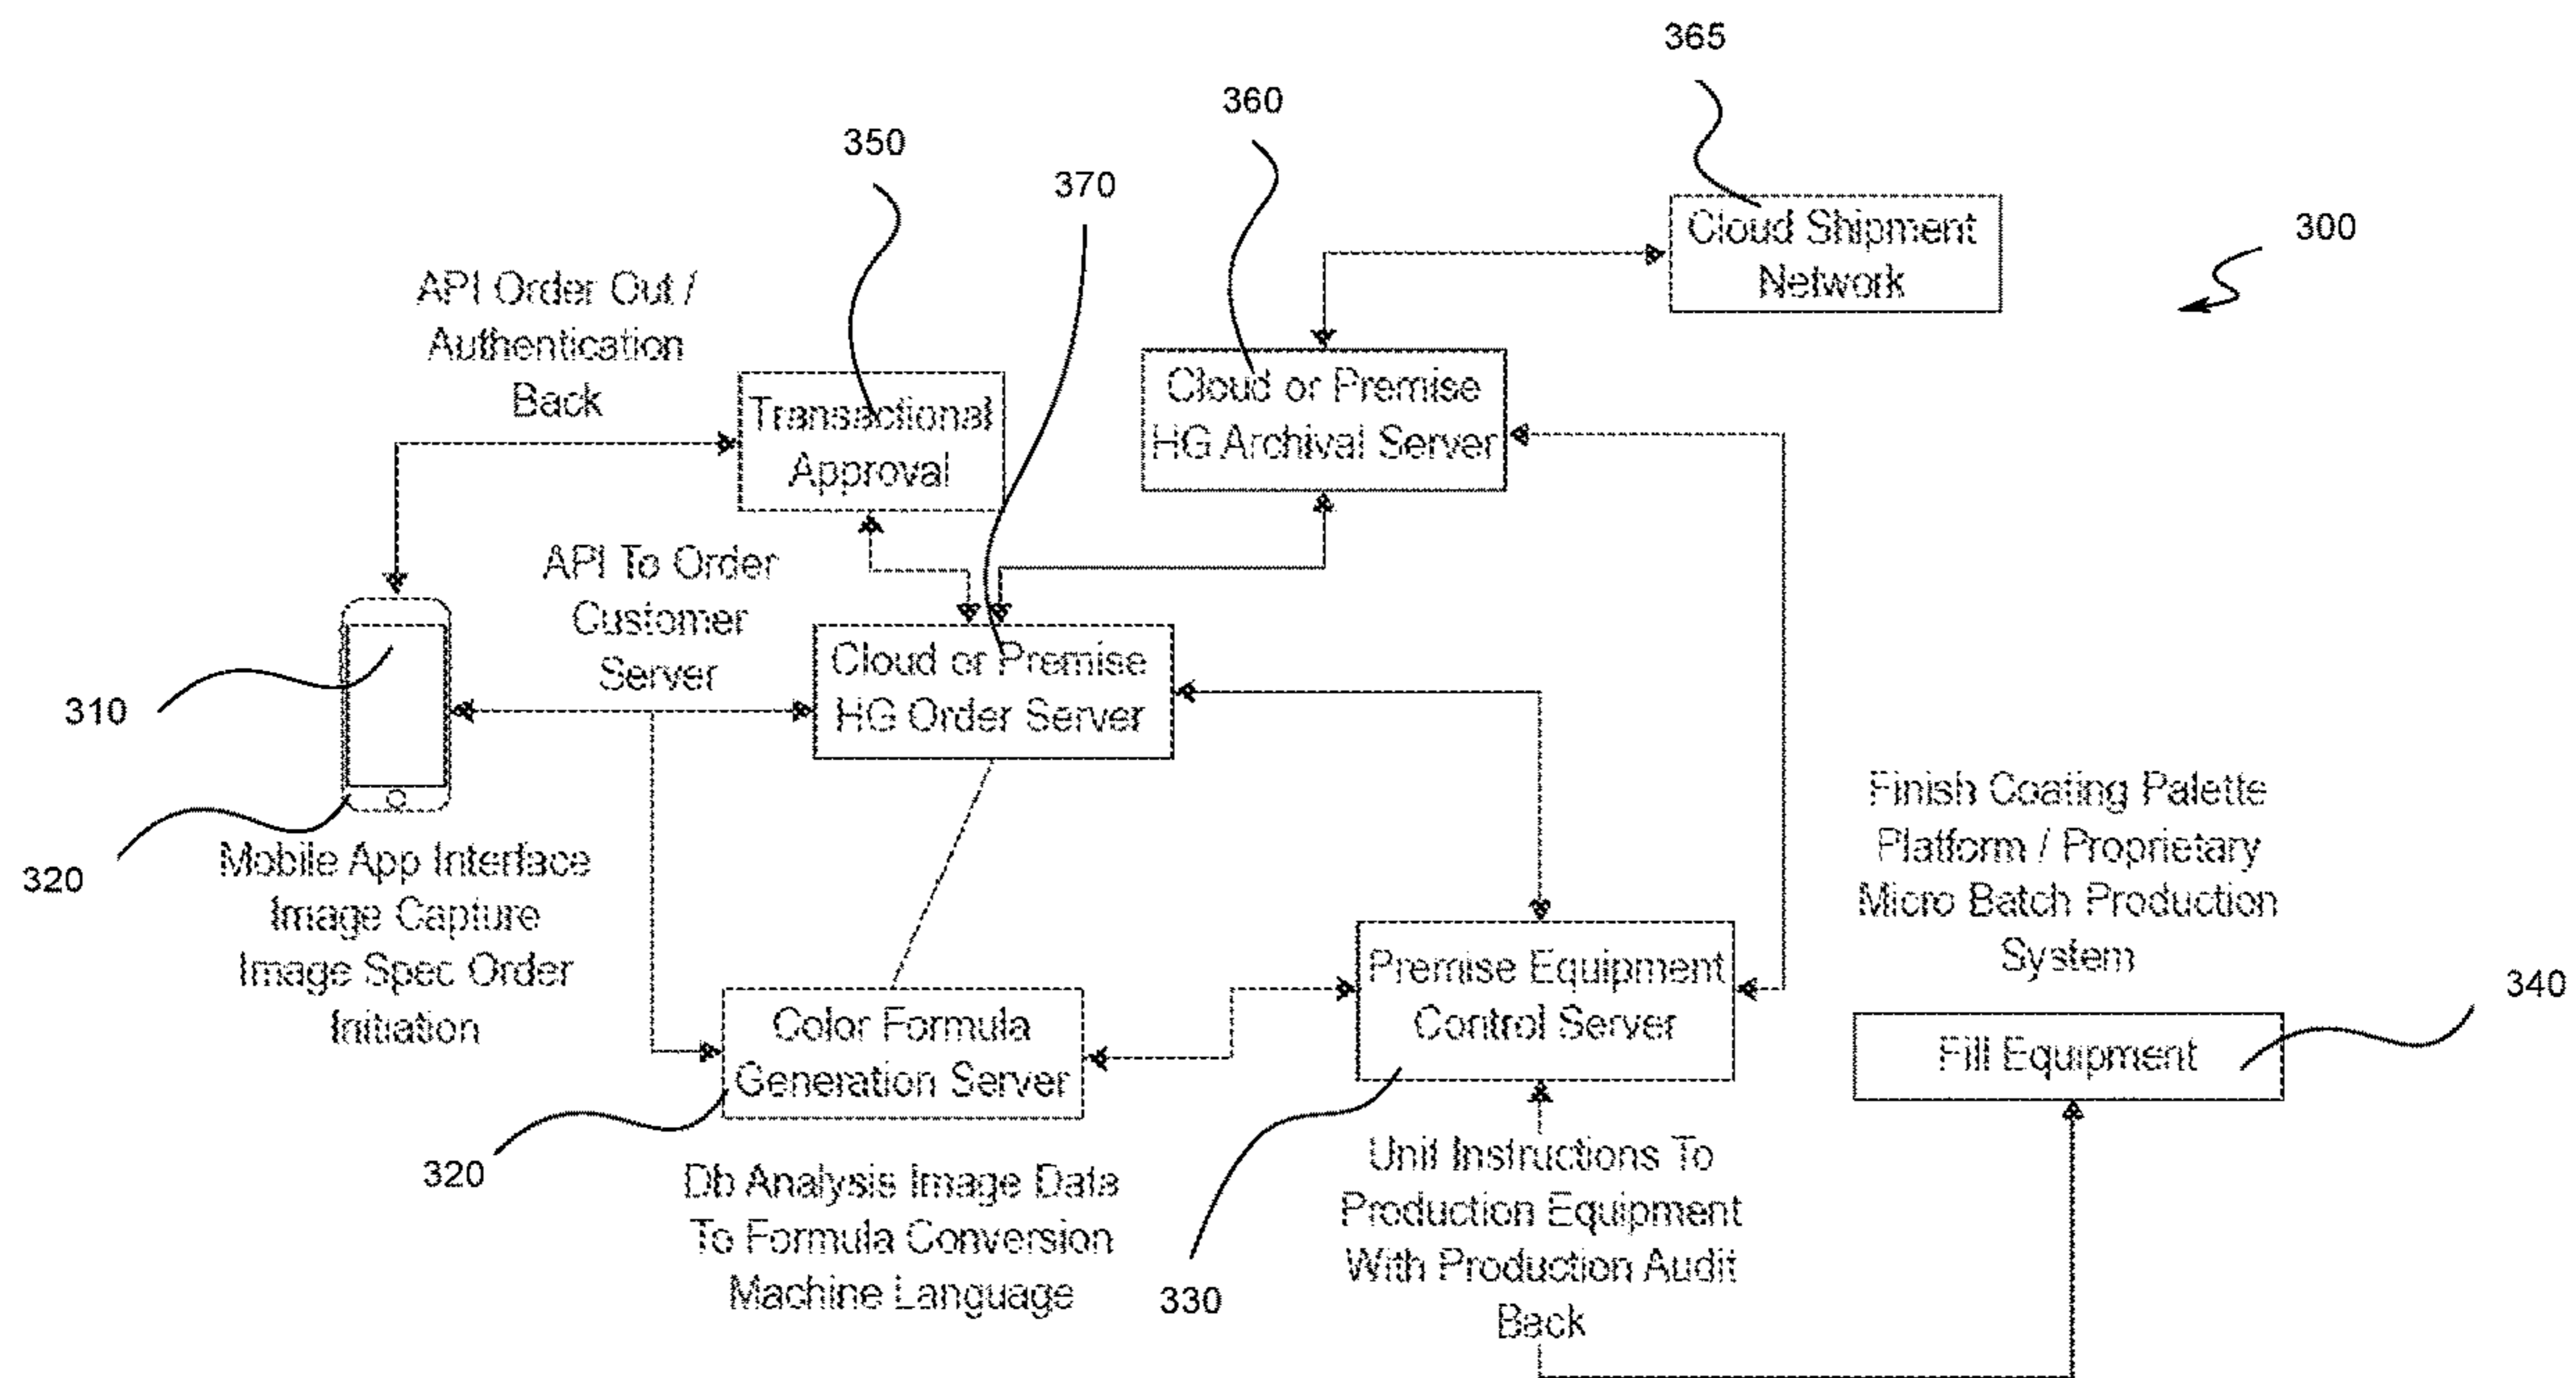 365
360
350
370
Cloud Shipment
Network
300
API Order Out /
Authentication
Back
Transactional
Approval
Cloud or Premise
HG Archival Server
API To Order
Customer
Server
310
Cloud or Premise
HG Order Server
320
Mobile App Interface
Image Capture
Image Spec Order
Initiation
Finish Coating Palette
Platform / Proprietary
Micro Batch Production
System
340
Fill Equipment
Premise Equipment
Control Server
Color Formula
Generation Server
320
Db Analysis Image Data
To Formula Conversion
Machine Language
330
Unit Instructions To
Production Equipment
With Production Audit
Back